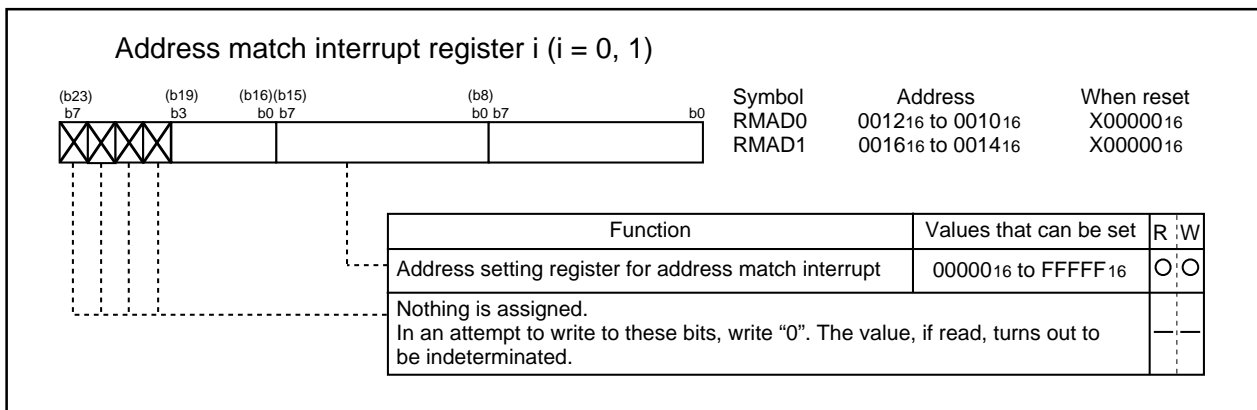 Address match interrupt register i (i = 0, 1)
(b23) (b19) (b16)(b15) (b8)
b7 b3 b0 b7 b0 b7 b0
Symbol Address When reset
RMAD0 001216 to 001016 X0000016
RMAD1 001616 to 001416 X0000016
Function Values that can be set R W
Address setting register for address match interrupt 0000016 to FFFFF16 O O
Nothing is assigned.
In an attempt to write to these bits, write “0”. The value, if read, turns out to
be indeterminated.
— —